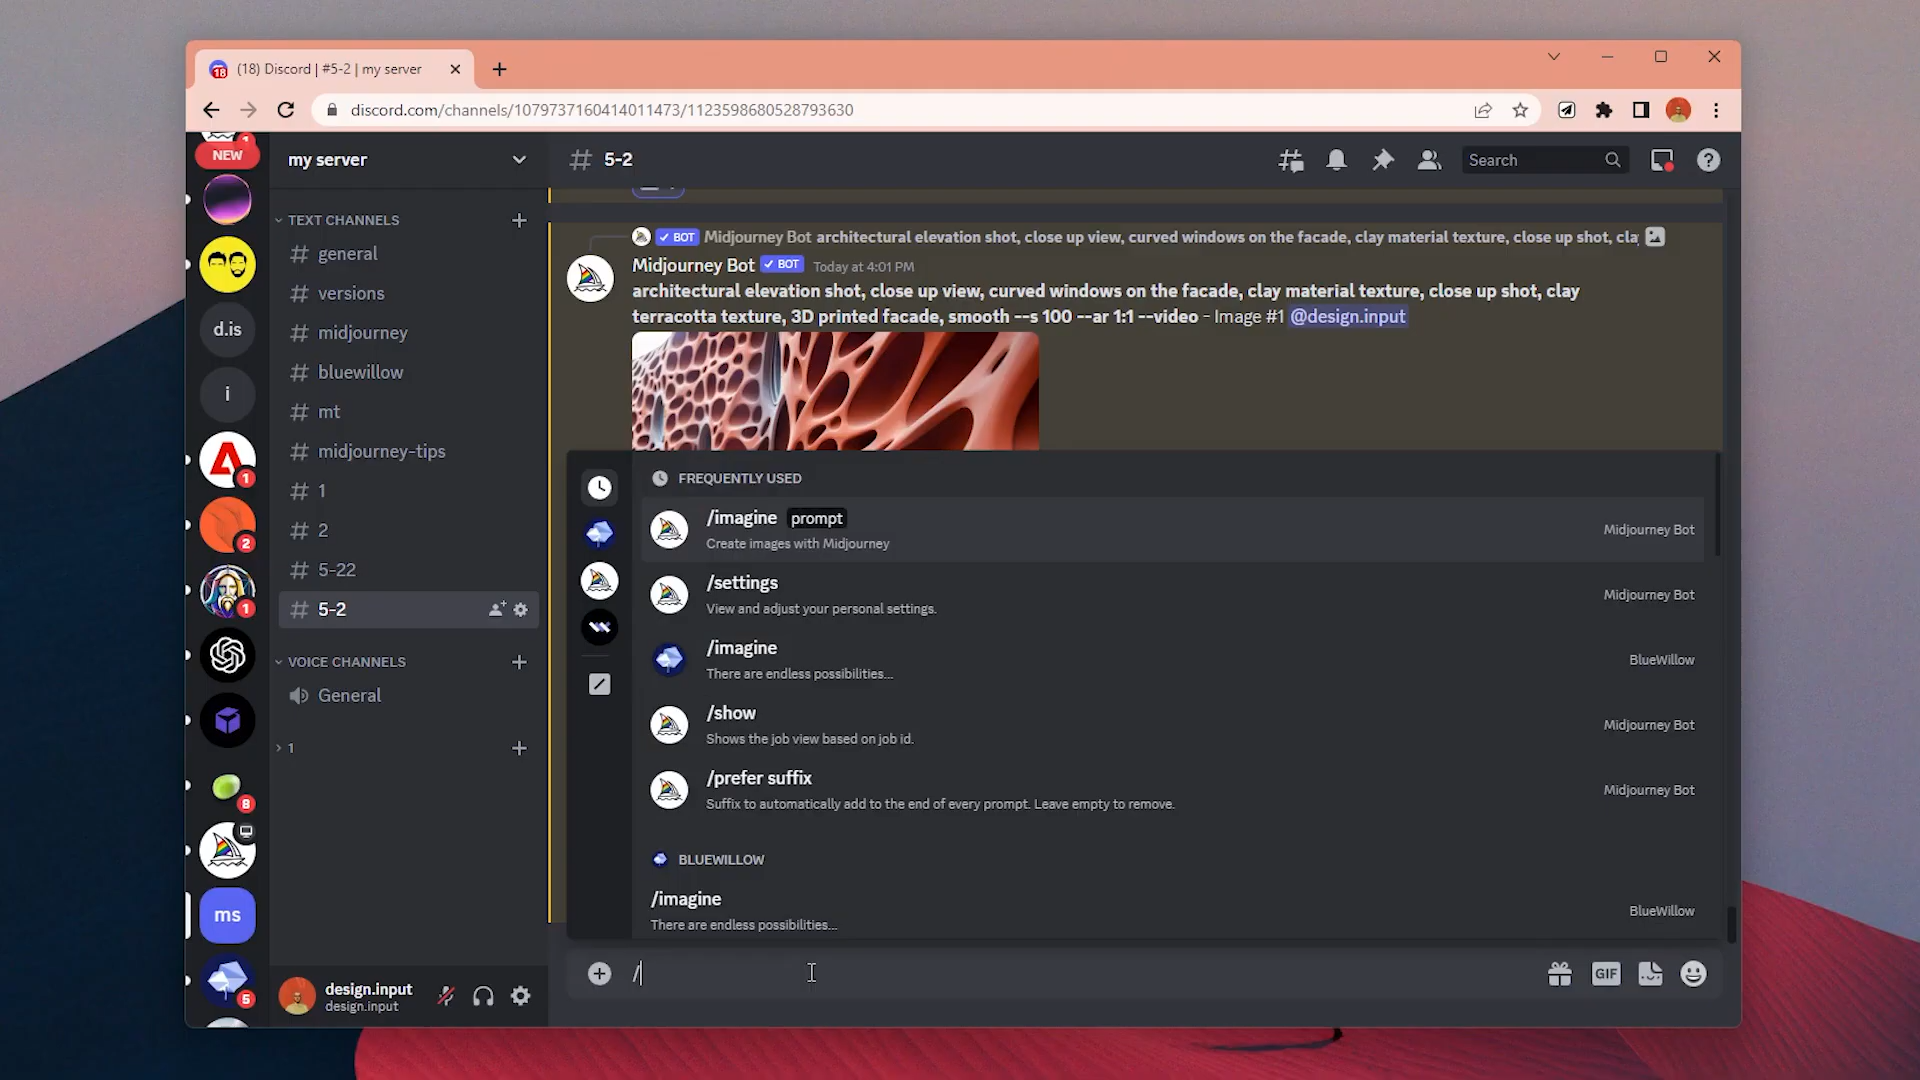 18
(18) Discord | #5-2 | my server
discord.com/channels/1079737160414011473/1123598680528793630
1
NEW
d.is
i
1
2
1
8
ms
6
my server
TEXT CHANNELS
# general
# versions
# midjourney
# bluewillow
# mt
# midjourney-tips
# 1
# 2
# 5-22
# 5-2
VOICE CHANNELS
General
1
design.input
design.input
# 5-2
Search
BOT Midjourney Bot architectural elevation shot, close up view, curved windows on the facade, clay material texture, close up shot, cla
Midjourney Bot BOT Today at 4:01 PM
architectural elevation shot, close up view, curved windows on the facade, clay material texture, close up shot, clay
terracotta texture, 3D printed facade, smooth --s 100 --ar 1:1 --video - Image #1 @design.input
FREQUENTLY USED
/imagine prompt
Create images with Midjourney
Midjourney Bot
/settings
View and adjust your personal settings.
Midjourney Bot
/imagine
There are endless possibilities...
BlueWillow
/show
Shows the job view based on job id.
Midjourney Bot
/prefer suffix
Suffix to automatically add to the end of every prompt. Leave empty to remove.
Midjourney Bot
BLUEWILLOW
/imagine
There are endless possibilities...
BlueWillow
/
GIF